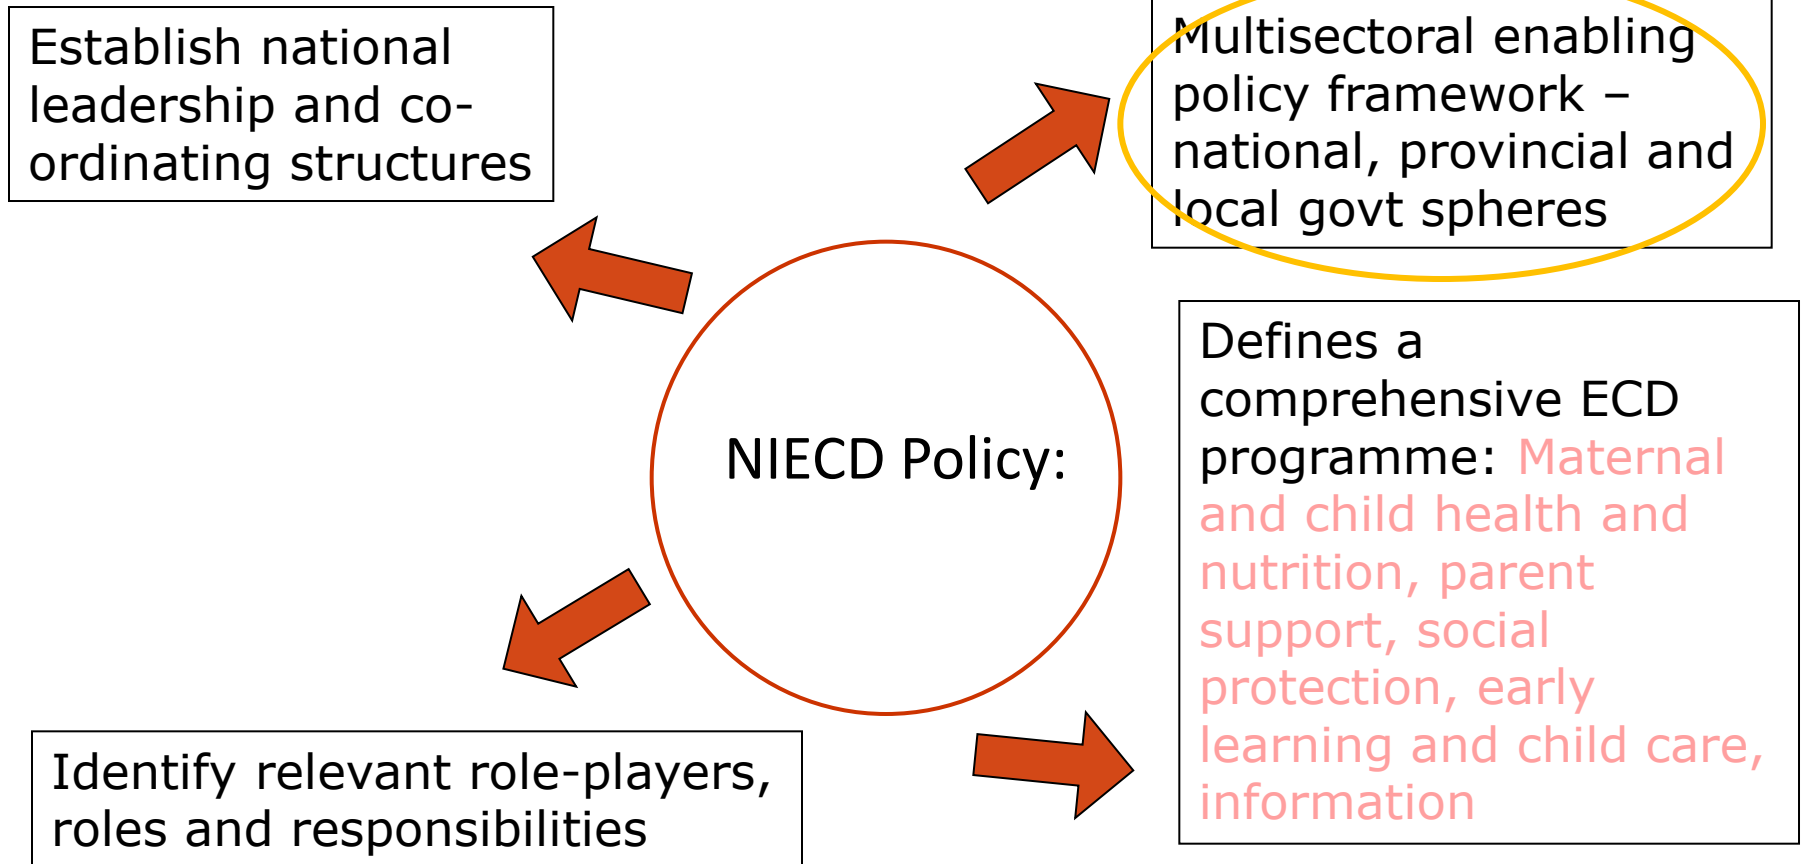 Establish national
leadership and co-
ordinating structures
Multisectoral enabling
policy framework –
national, provincial and
local govt spheres
NIECD Policy:
Defines a
comprehensive ECD
programme: Maternal
and child health and
nutrition, parent
support, social
protection, early
learning and child care,
information
Identify relevant role-players,
roles and responsibilities